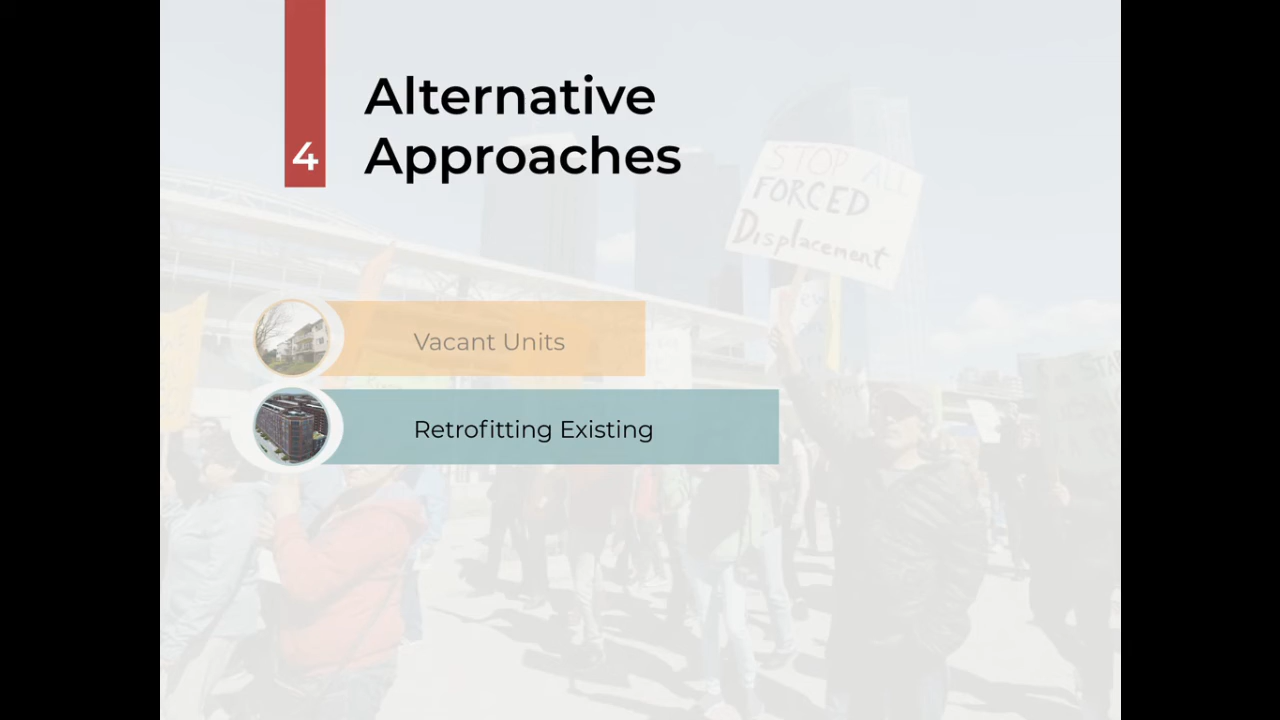 4
Alternative
Approaches
STOP ALL
FORCED
Displacement
Vacant Units
Retrofitting Existing